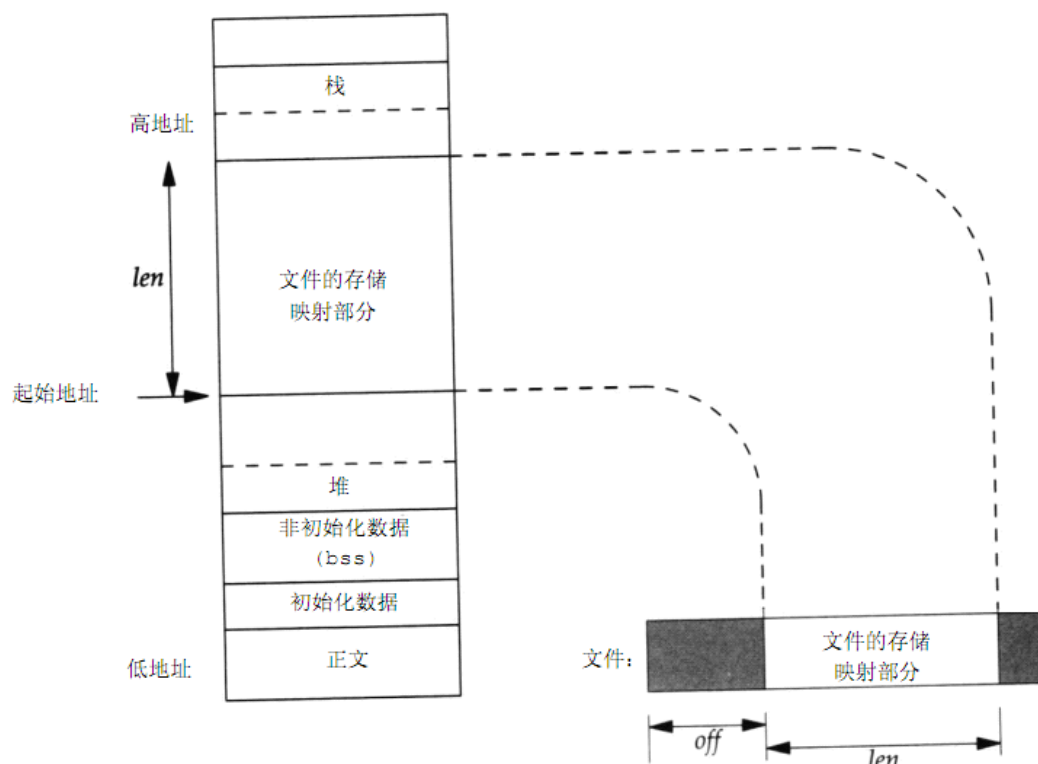 栈
高地址
len
文件的存储
映射部分
起始地址
堆
非初始化数据
(bss)
初始化数据
正文
低地址
文件:
文件的存储
映射部分
off
len